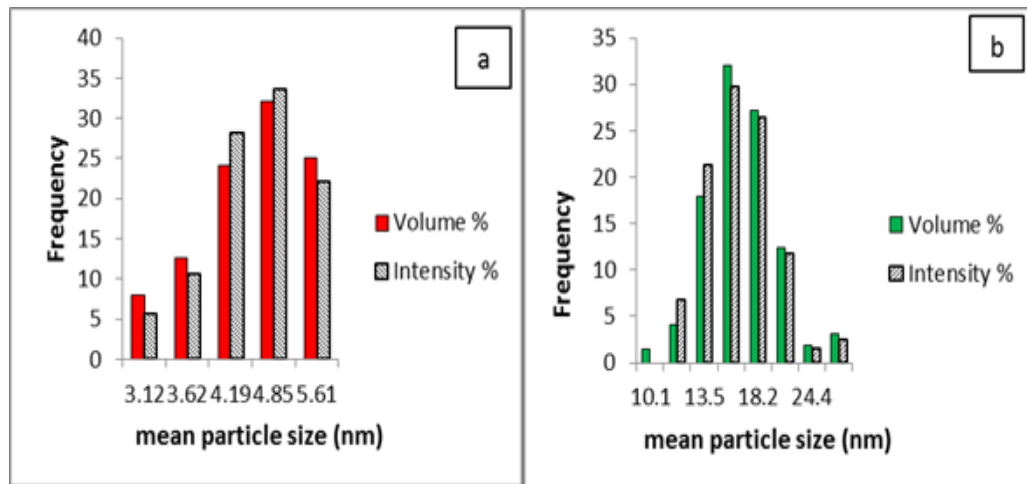 a
40
35
30
25
20
15
10
5
0
Frequency
Volume %
Intensity %
3.12 3.62 4.19 4.85 5.61
mean particle size (nm)
b
35
30
25
20
15
10
5
0
Frequency
Volume %
Intensity %
10.1 13.5 18.2 24.4
mean particle size (nm)